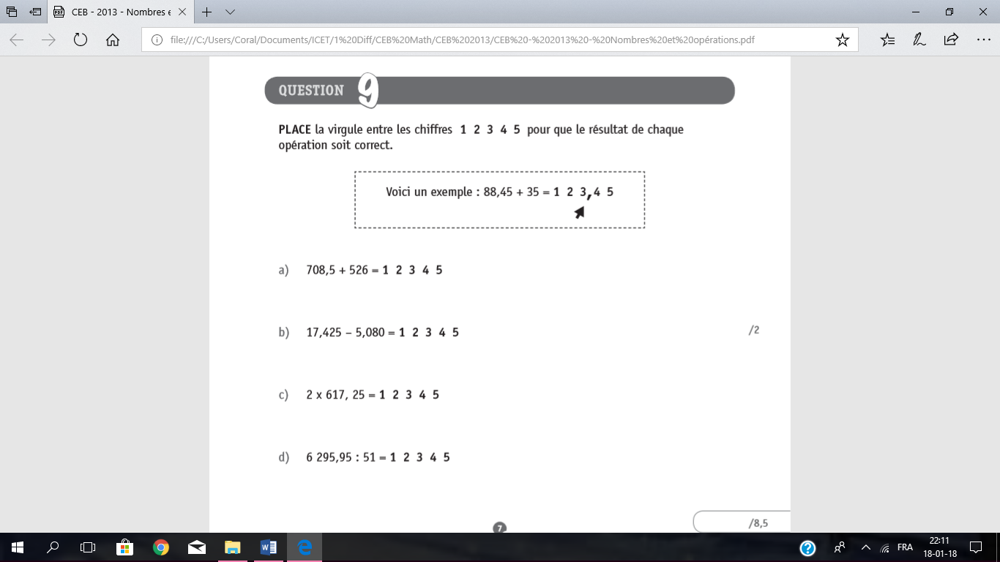 CEB - 2013 - Nombres e
file:///C:/Users/Coral/Documents/ICET/1%20Diff/CEB%20Math/CEB%202013/CEB%20-%202013%20-%20Nombres%20et%20opérations.pdf
QUESTION 9
PLACE la virgule entre les chiffres 1 2 3 4 5 pour que le résultat de chaque
opération soit correct.
Voici un exemple : 88,45 + 35 = 1 2 3,4 5
a) 708,5 + 526 = 1 2 3 4 5
b) 17,425 – 5,080 = 1 2 3 4 5
/2
c) 2 x 617, 25 = 1 2 3 4 5
d) 6 295,95 : 51 = 1 2 3 4 5
7
/8,5
FRA
22:11
18-01-18